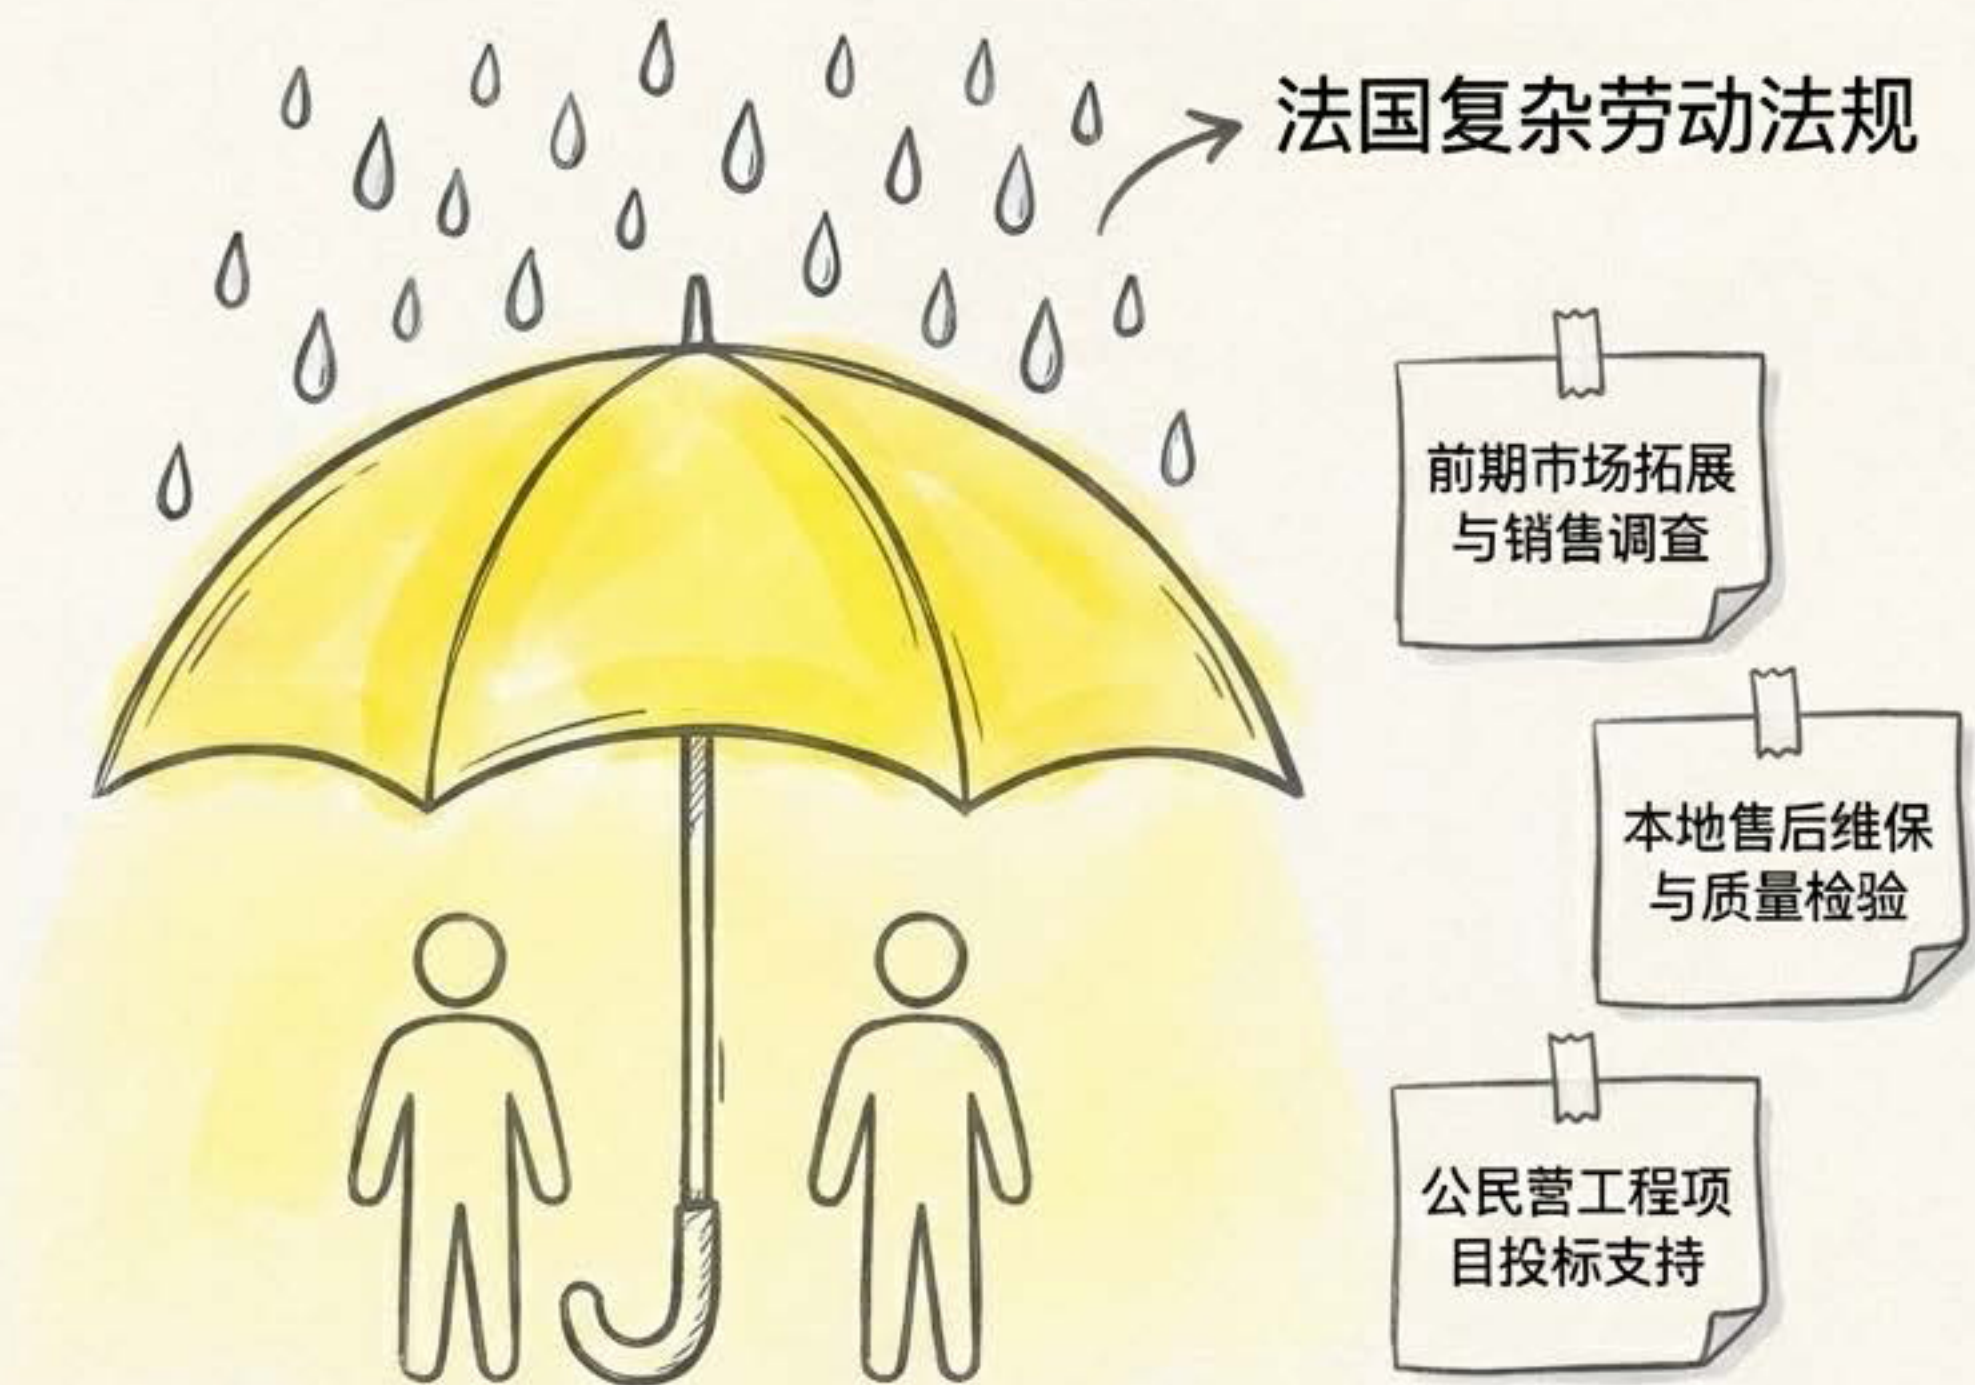 法国复杂劳动法规
前期市场拓展
与销售调查
本地售后维保
与质量检验
公民营工程项
目投标支持